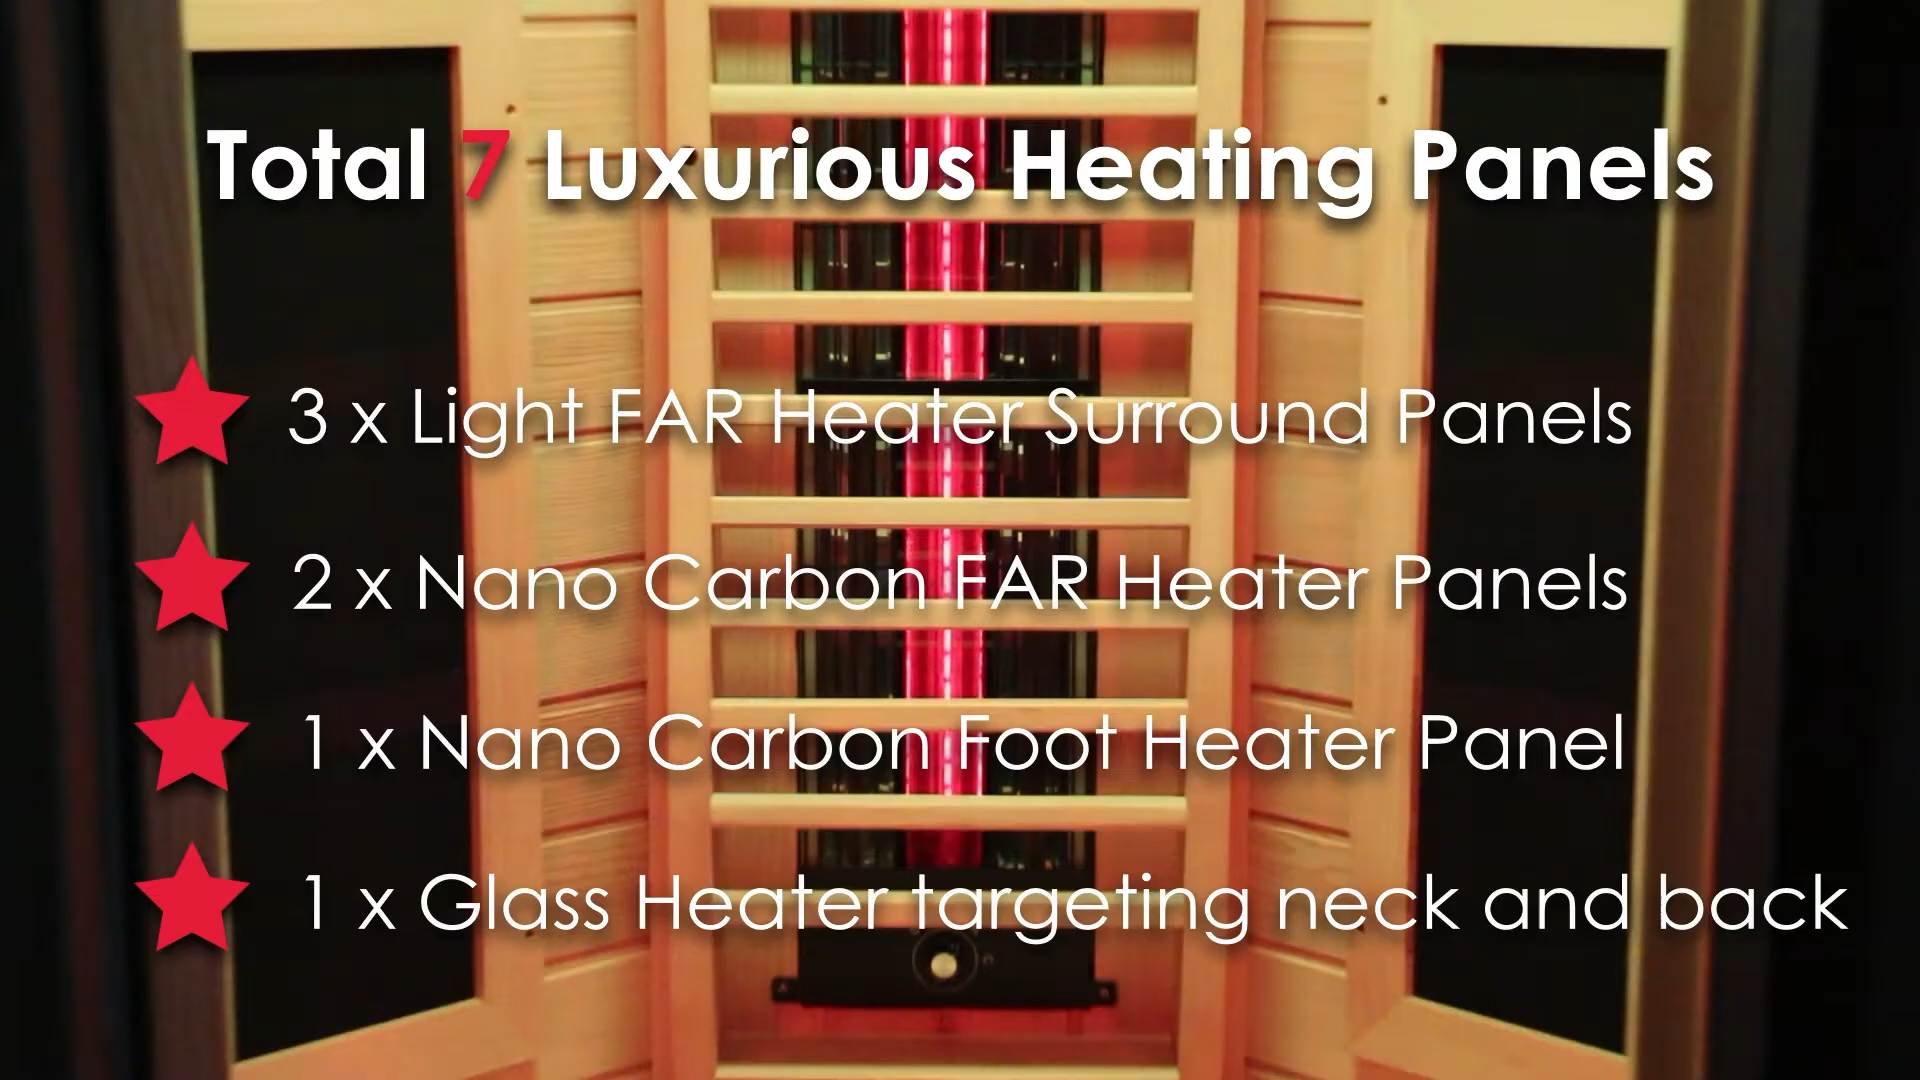 Total 7 Luxurious Heating Panels
3 x Light FAR Heater Surround Panels
2 x Nano Carbon FAR Heater Panels
1 x Nano Carbon Foot Heater Panel
1 x Glass Heater targeting neck and back